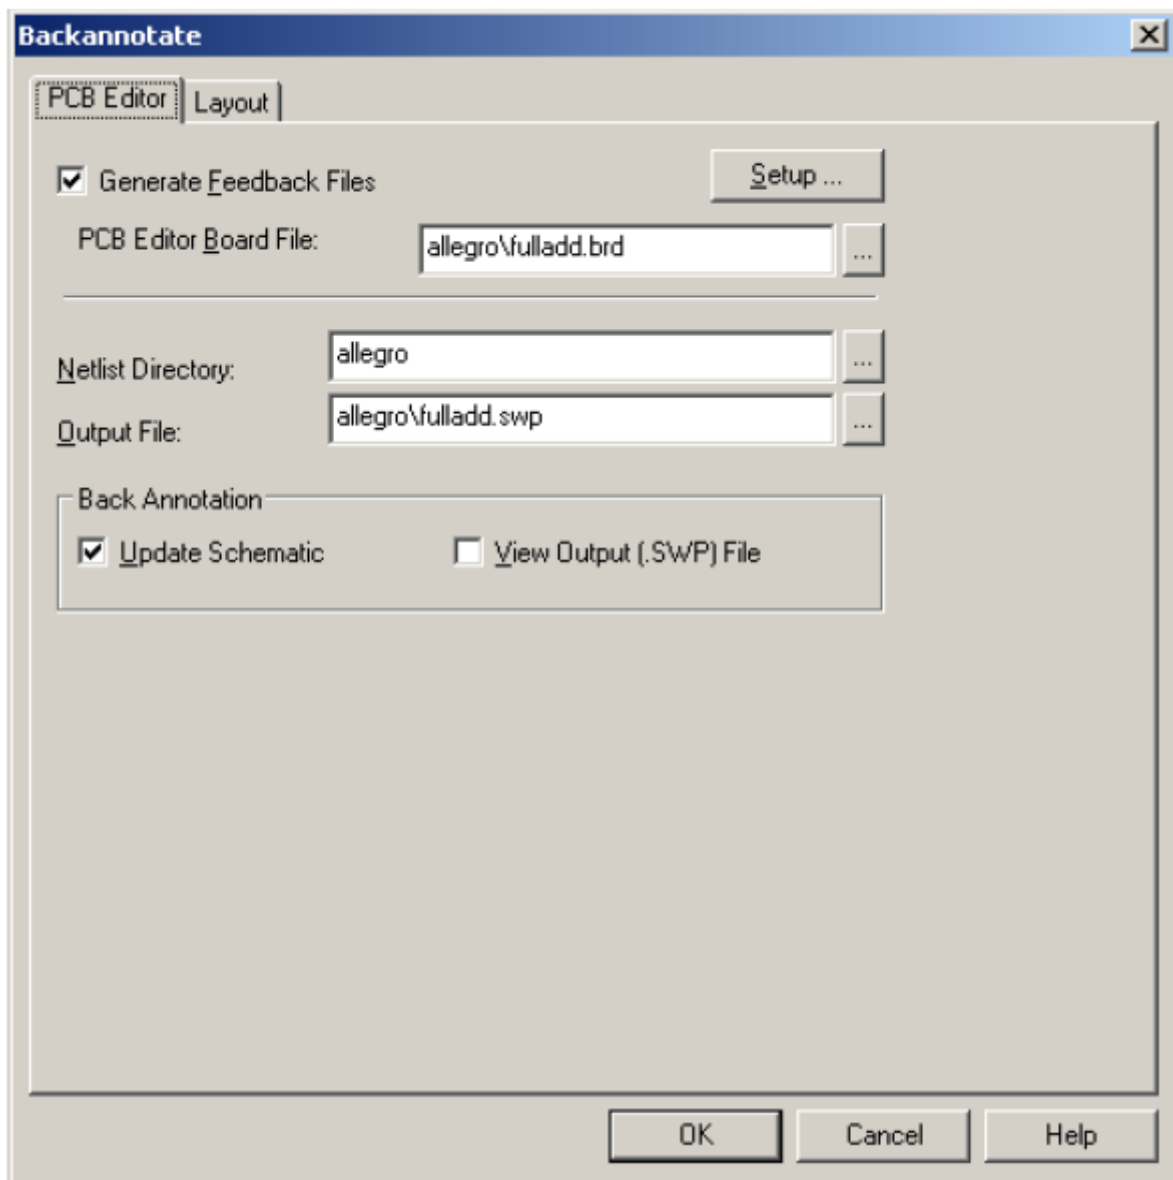 Backannotate
PCB Editor Layout
Generate Feedback Files Setup ...
PCB Editor Board File: allegro\fulladd.brd ...
Netlist Directory: allegro ...
Output File: allegro\fulladd.swp ...
Back Annotation
Update Schematic View Output (.SWP) File
OK Cancel Help